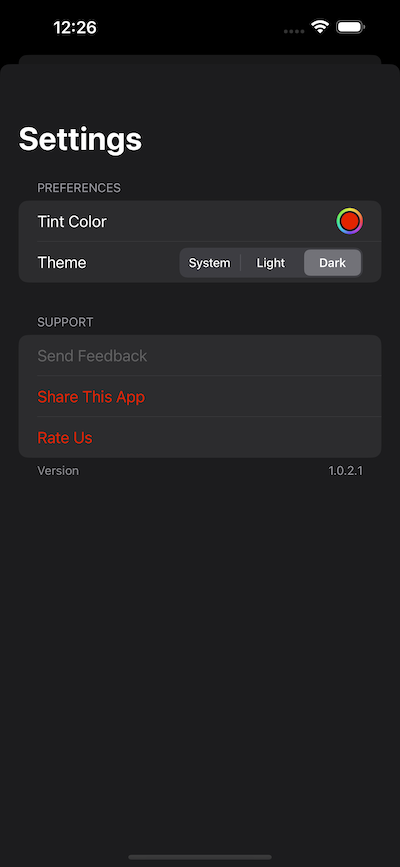 12:26
Settings
PREFERENCES
Tint Color
Theme System Light Dark
SUPPORT
Send Feedback
Share This App
Rate Us
Version 1.0.2.1